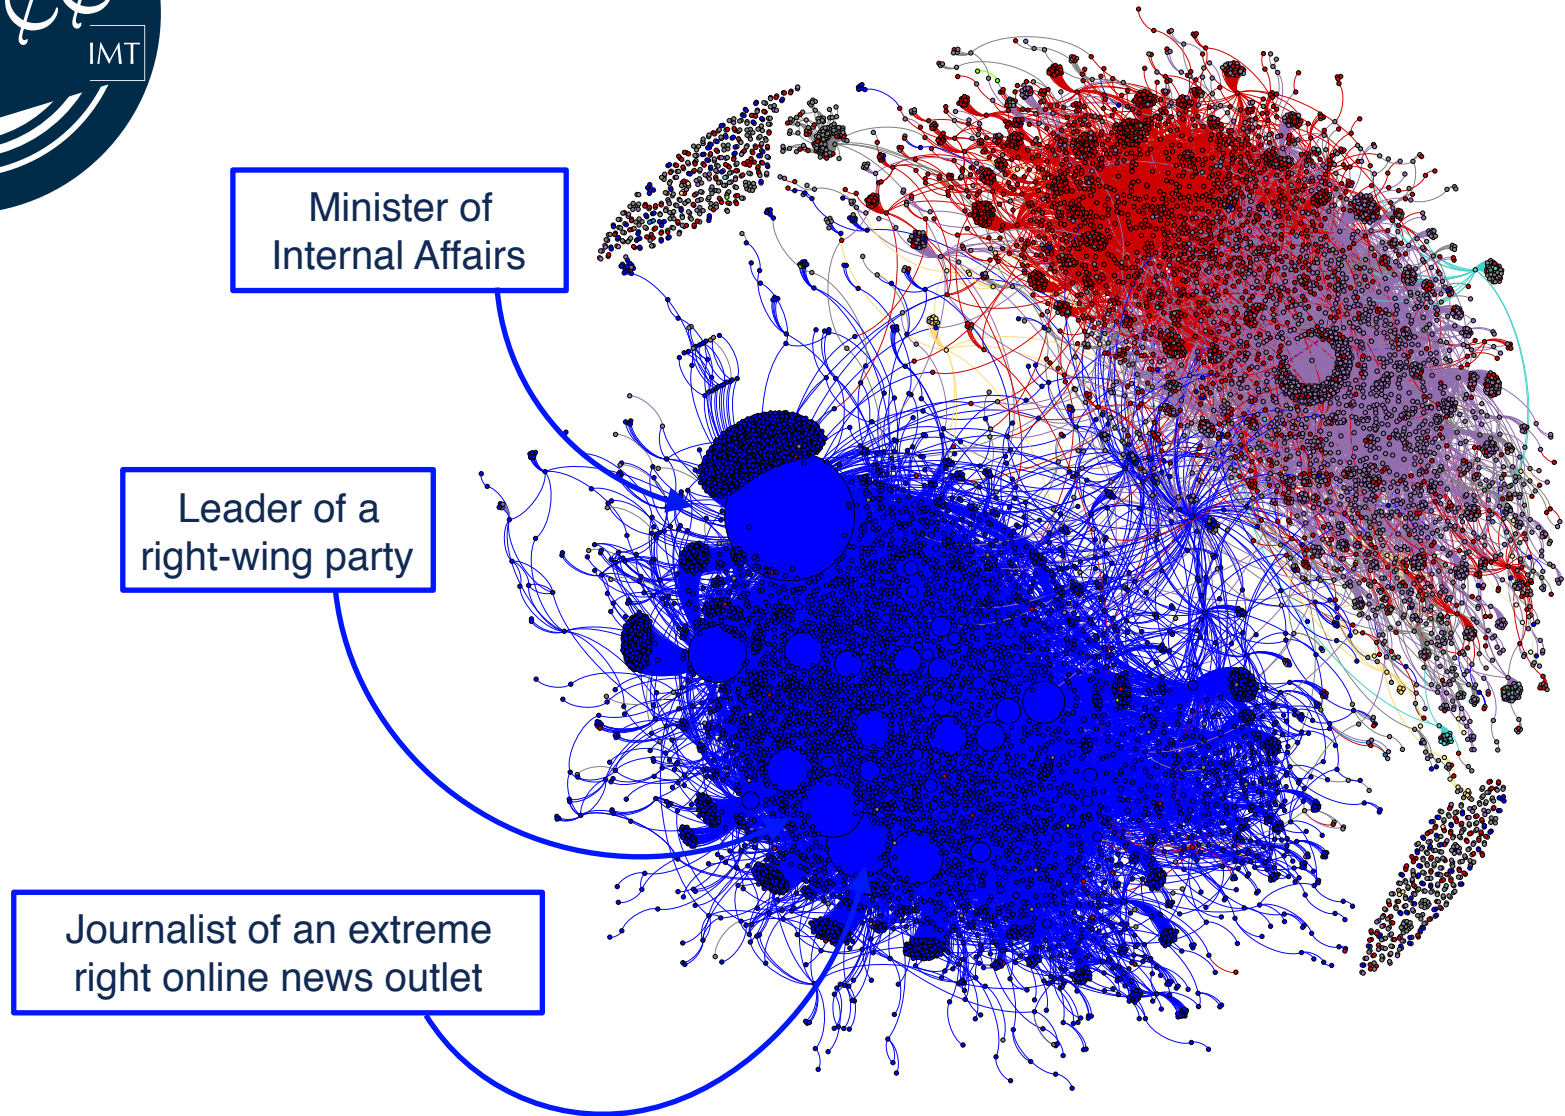 IMT
Minister of
Internal Affairs
Leader of a
right-wing party
Journalist of an extreme
right online news outlet